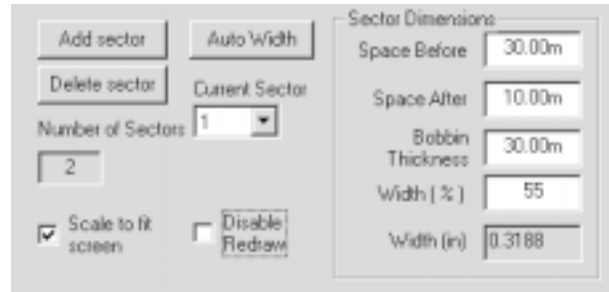 Add sector
Auto Width
Delete sector
Current Sector
1
Number of Sectors
2
Scale to fit
screen
Disable
Redraw
Sector Dimensions
Space Before
30.00m
Space After
10.00m
Bobbin
Thickness
30.00m
Width ( % )
55
Width (in)
0.3188